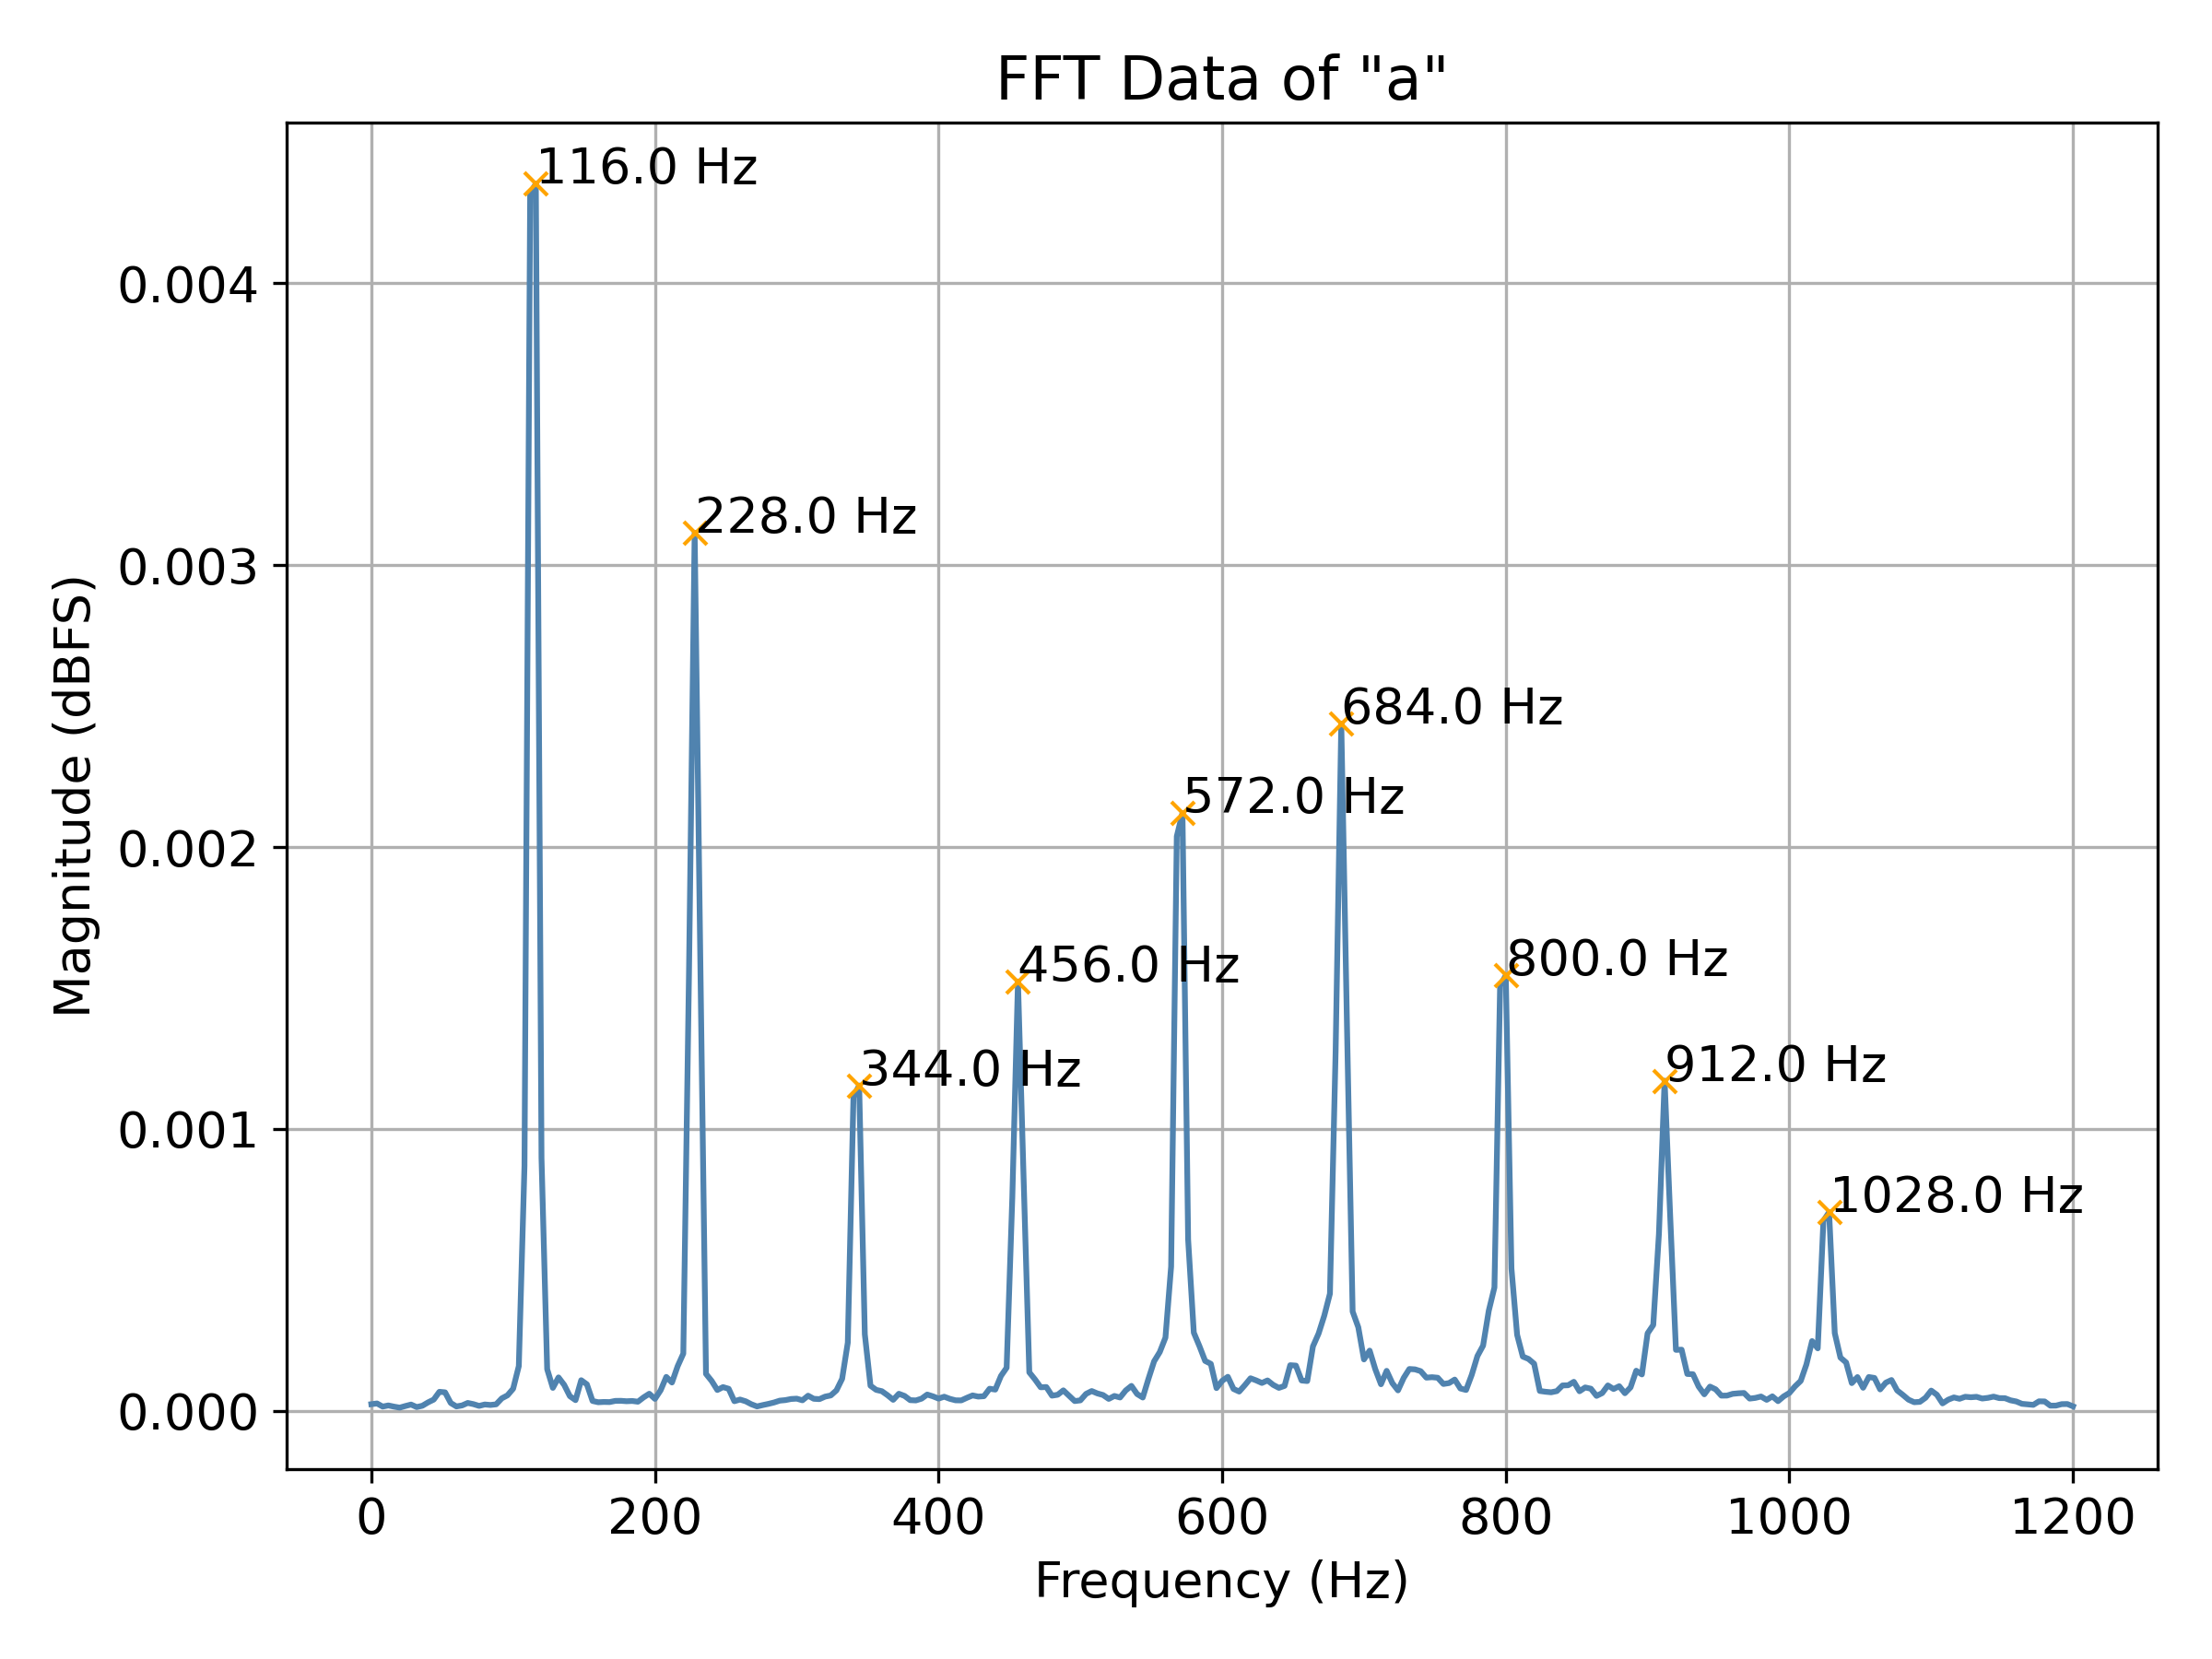 FFT Data of "a"
116.0 Hz
228.0 Hz
684.0 Hz
572.0 Hz
456.0 Hz
800.0 Hz
344.0 Hz
912.0 Hz
1028.0 Hz
0.004
0.003
0.002
0.001
0.000
Magnitude (dBFS)
0 200 400 600 800 1000 1200
Frequency (Hz)